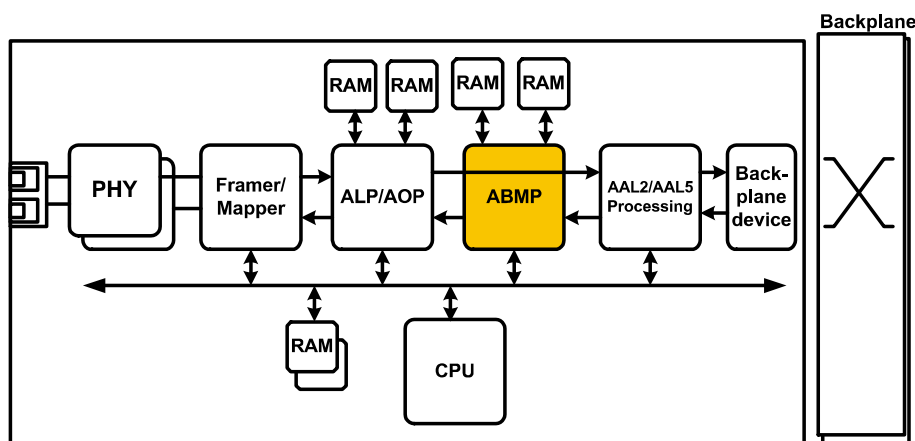 Backplane
RAM
RAM
RAM
RAM
PHY
Framer/
Mapper
ALP/AOP
ABMP
AAL2/AAL5
Processing
Back-
plane
device
RAM
CPU